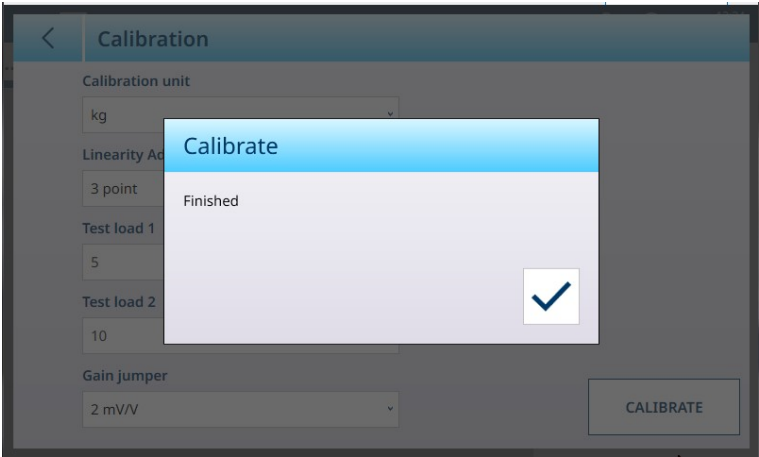 Calibration
Calibration unit
kg
Calibrate
Linearity Ad
3 point
Finished
Test load 1
5
Test load 2
10
Gain jumper
2 mV/V
CALIBRATE